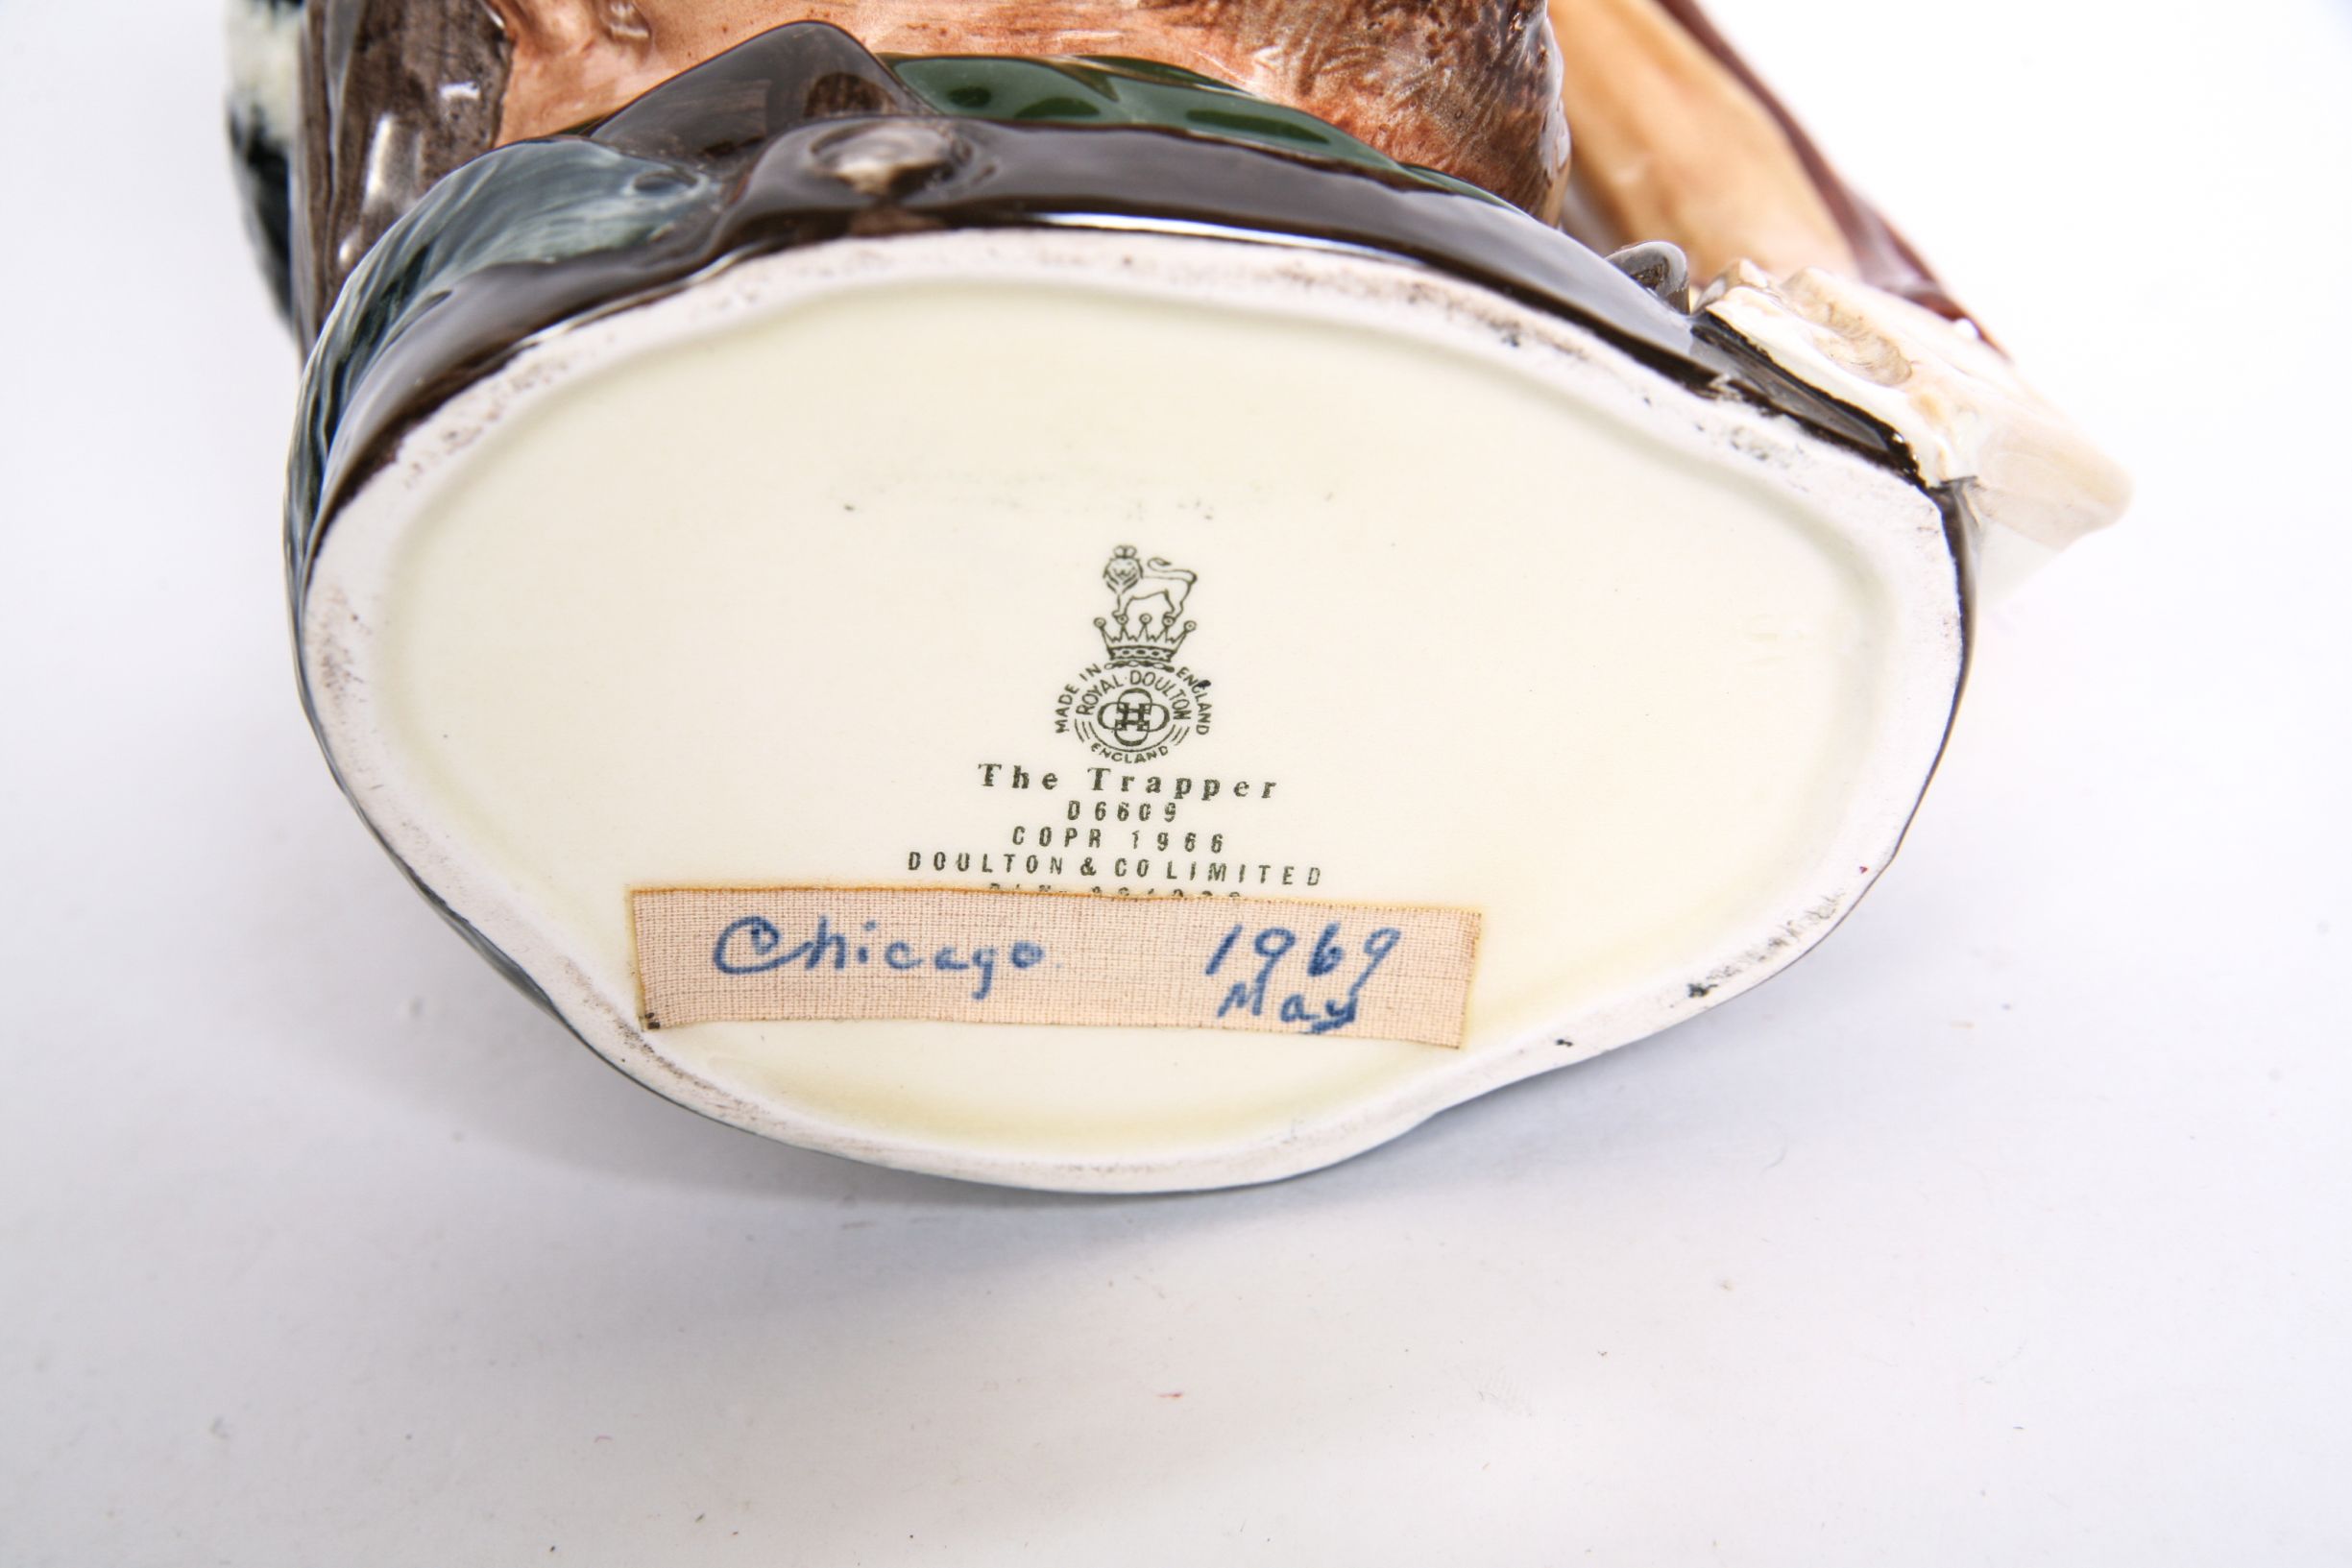 MADE IN ENGLAND
ROYAL·DOULTON
ENGLAND
The Trapper
D6609
COPR 1966
DOULTON & CO LIMITED
Chicago 1969
May